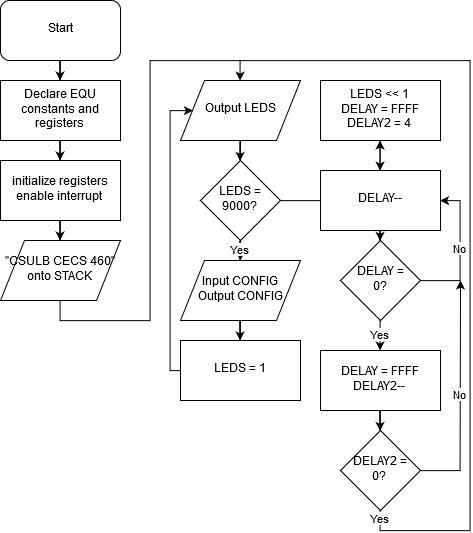 Start
Declare EQU
constants and
registers
initialize registers
enable interrupt
"CSULB CECS 460"
onto STACK
Output LEDS
LEDS =
9000?
Yes
Input CONFIG
Output CONFIG
LEDS = 1
LEDS << 1
DELAY = FFFF
DELAY2 = 4
DELAY--
No
DELAY =
0?
Yes
DELAY = FFFF
DELAY2--
No
DELAY2 =
0?
Yes